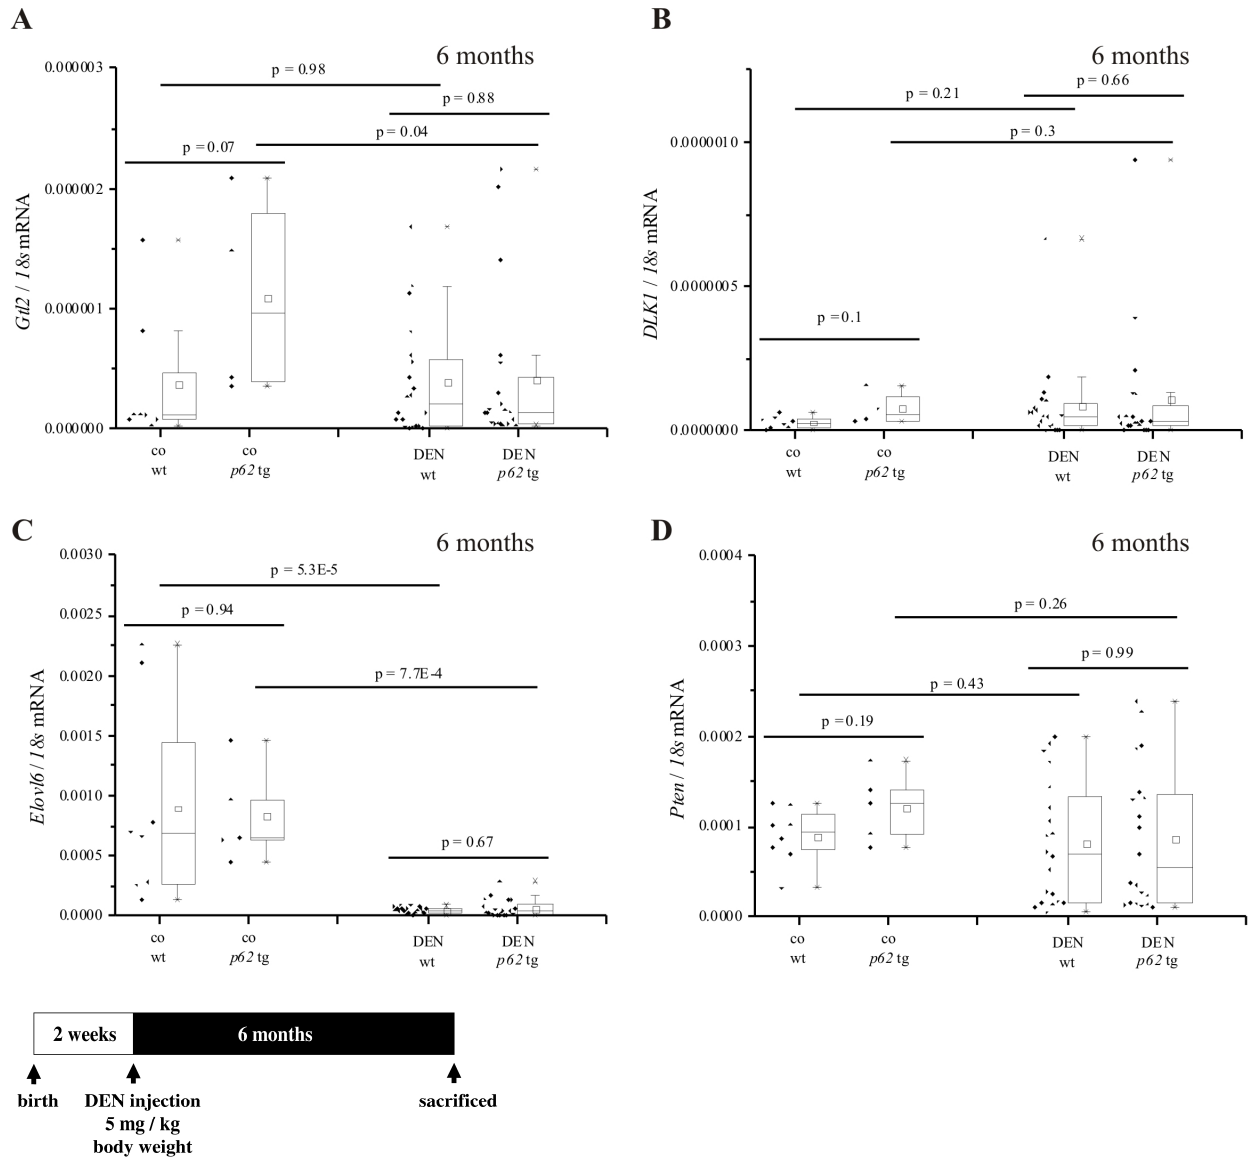 A
6 months
Gtl2 / 18s mRNA
0.000003
0.000002
0.000001
0.000000
p = 0.98
p = 0.88
p = 0.04
p = 0.07
co
wt
co
p62 tg
DEN
wt
DEN
p62 tg
B
6 months
DLK1 / 18s mRNA
0.0000010
0.0000005
0.0000000
p = 0.66
p = 0.21
p = 0.3
p = 0.1
co
wt
co
p62 tg
DEN
wt
DEN
p62 tg
C
6 months
Elovl6 / 18s mRNA
0.0030
0.0025
0.0020
0.0015
0.0010
0.0005
0.0000
p = 5.3E-5
p = 0.94
p = 7.7E-4
p = 0.67
co
wt
co
p62 tg
DEN
wt
DEN
p62 tg
D
6 months
Pten / 18s mRNA
0.0004
0.0003
0.0002
0.0001
0.0000
p = 0.26
p = 0.99
p = 0.43
p = 0.19
co
wt
co
p62 tg
DEN
wt
DEN
p62 tg
2 weeks
6 months
birth
DEN injection
5 mg / kg
body weight
sacrificed